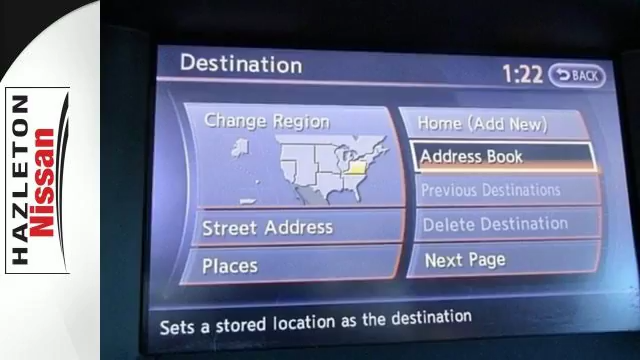 HAZLETON
Nissan
Destination
1:22
BACK
Change Region
Home (Add New)
Address Book
Previous Destinations
Street Address
Delete Destination
Places
Next Page
Sets a stored location as the destination